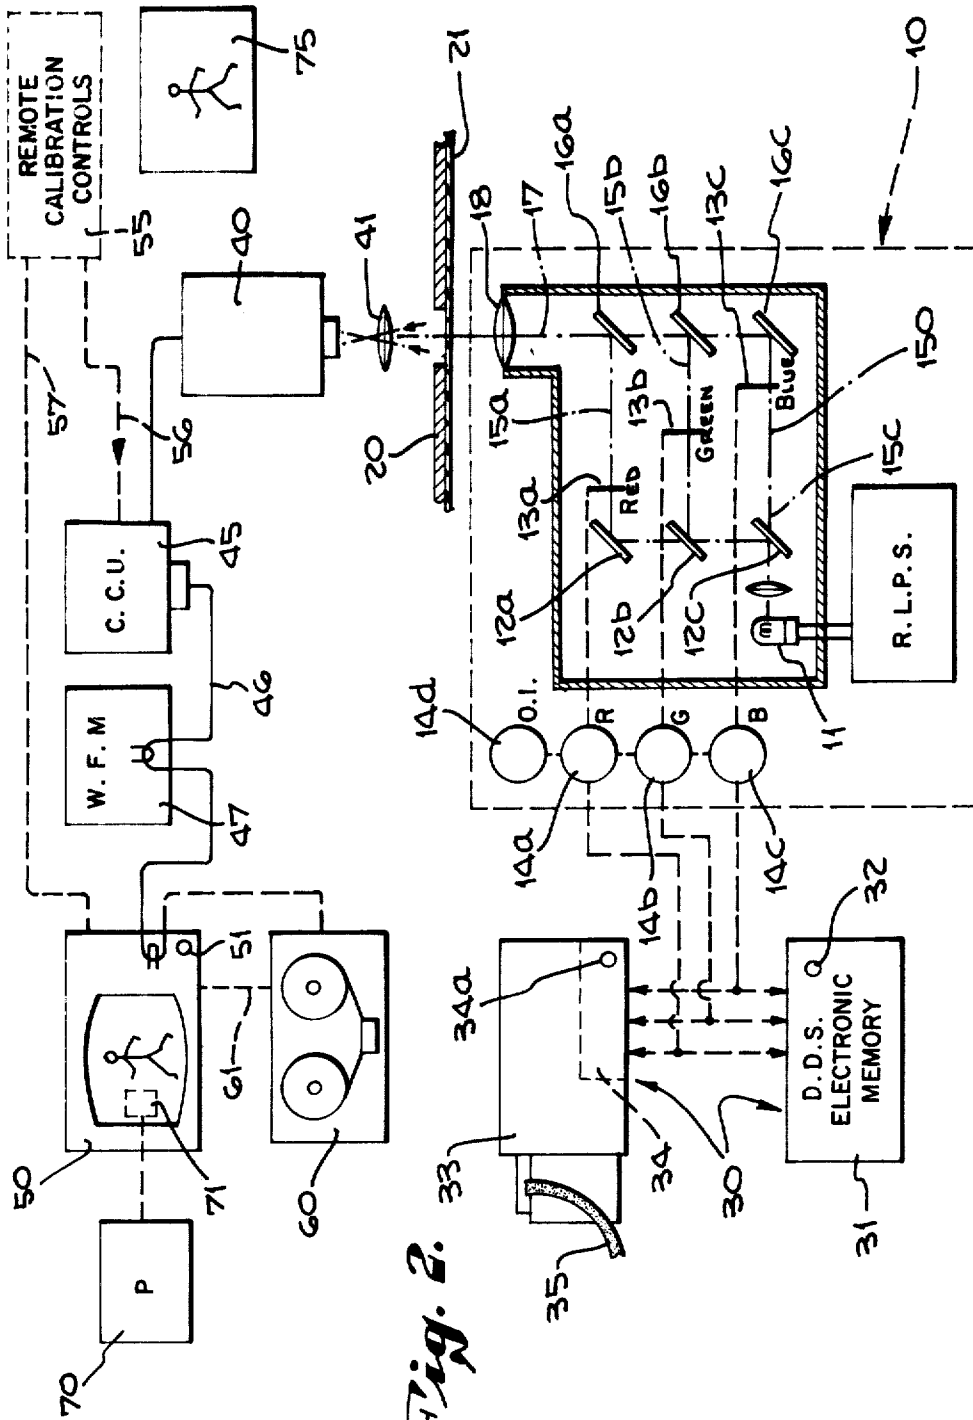 REMOTE
CALIBRATION
CONTROLS
55
75
57
56
40
41
21
20
18
17
16a
15b
16b
13c
16c
10
C. C. U.
45
46
W. F. M
47
50
51
71
P
70
61
60
15a
13a
RED
13b
GREEN
BLUE
150
15c
12a
12b
12c
11
R. L. P. S.
14d
O.I.
R
G
B
14a
14b
14c
33
34a
34
35
30
D. D. S.
ELECTRONIC
MEMORY
31
32
Fig. 2.